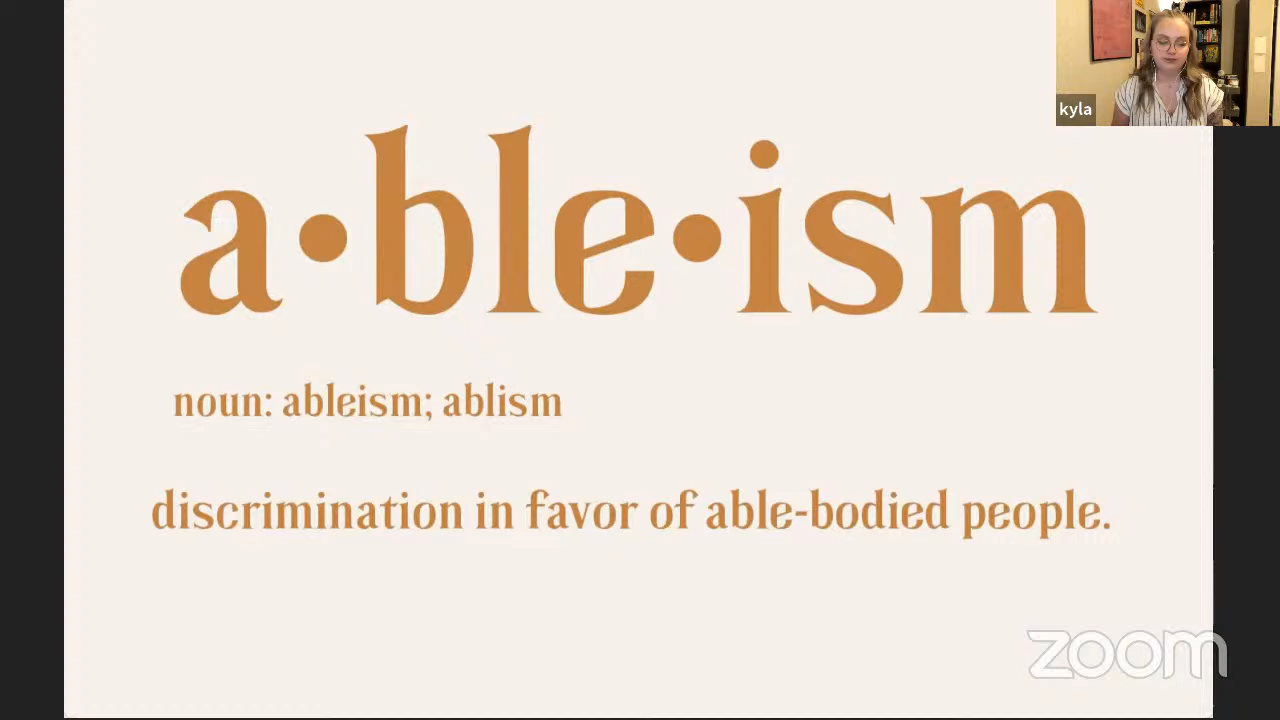 kyla
a•ble•ism
noun: ableism; ablism
discrimination in favor of able-bodied people.
zoom